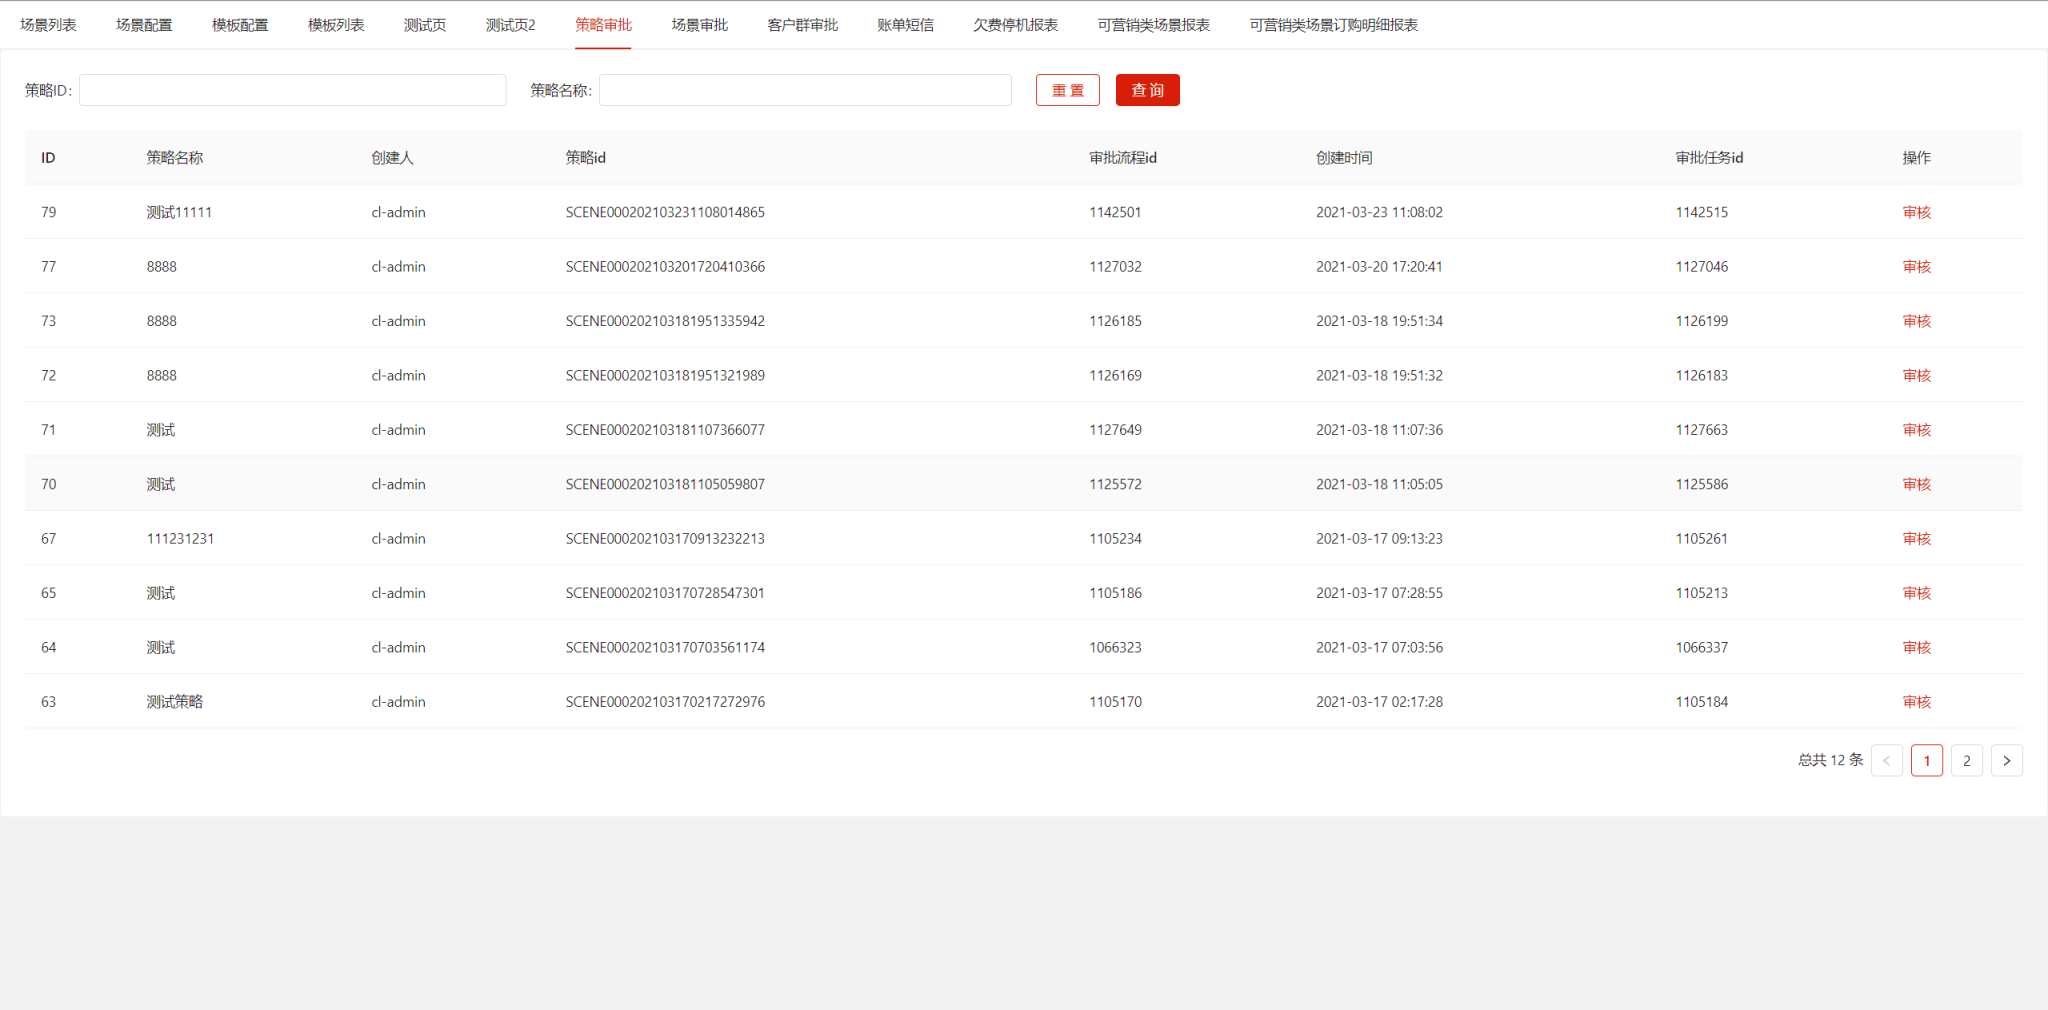 场景列表 场景配置 模板配置 模板列表 测试页 测试页2 策略审批 场景审批 客户群审批 账单短信 欠费停机报表 可营销类场景报表 可营销类场景订购明细报表
策略ID: 策略名称: 重置 查询
ID 策略名称 创建人 策略id 审批流程id 创建时间 审批任务id 操作
79 测试11111 cl-admin SCENE000202103231108014865 1142501 2021-03-23 11:08:02 1142515 审核
77 8888 cl-admin SCENE000202103201720410366 1127032 2021-03-20 17:20:41 1127046 审核
73 8888 cl-admin SCENE000202103181951335942 1126185 2021-03-18 19:51:34 1126199 审核
72 8888 cl-admin SCENE000202103181951321989 1126169 2021-03-18 19:51:32 1126183 审核
71 测试 cl-admin SCENE000202103181107366077 1127649 2021-03-18 11:07:36 1127663 审核
70 测试 cl-admin SCENE000202103181105059807 1125572 2021-03-18 11:05:05 1125586 审核
67 111231231 cl-admin SCENE000202103170913232213 1105234 2021-03-17 09:13:23 1105261 审核
65 测试 cl-admin SCENE000202103170728547301 1105186 2021-03-17 07:28:55 1105213 审核
64 测试 cl-admin SCENE000202103170703561174 1066323 2021-03-17 07:03:56 1066337 审核
63 测试策略 cl-admin SCENE000202103170217272976 1105170 2021-03-17 02:17:28 1105184 审核
总共 12 条 < 1 2 >